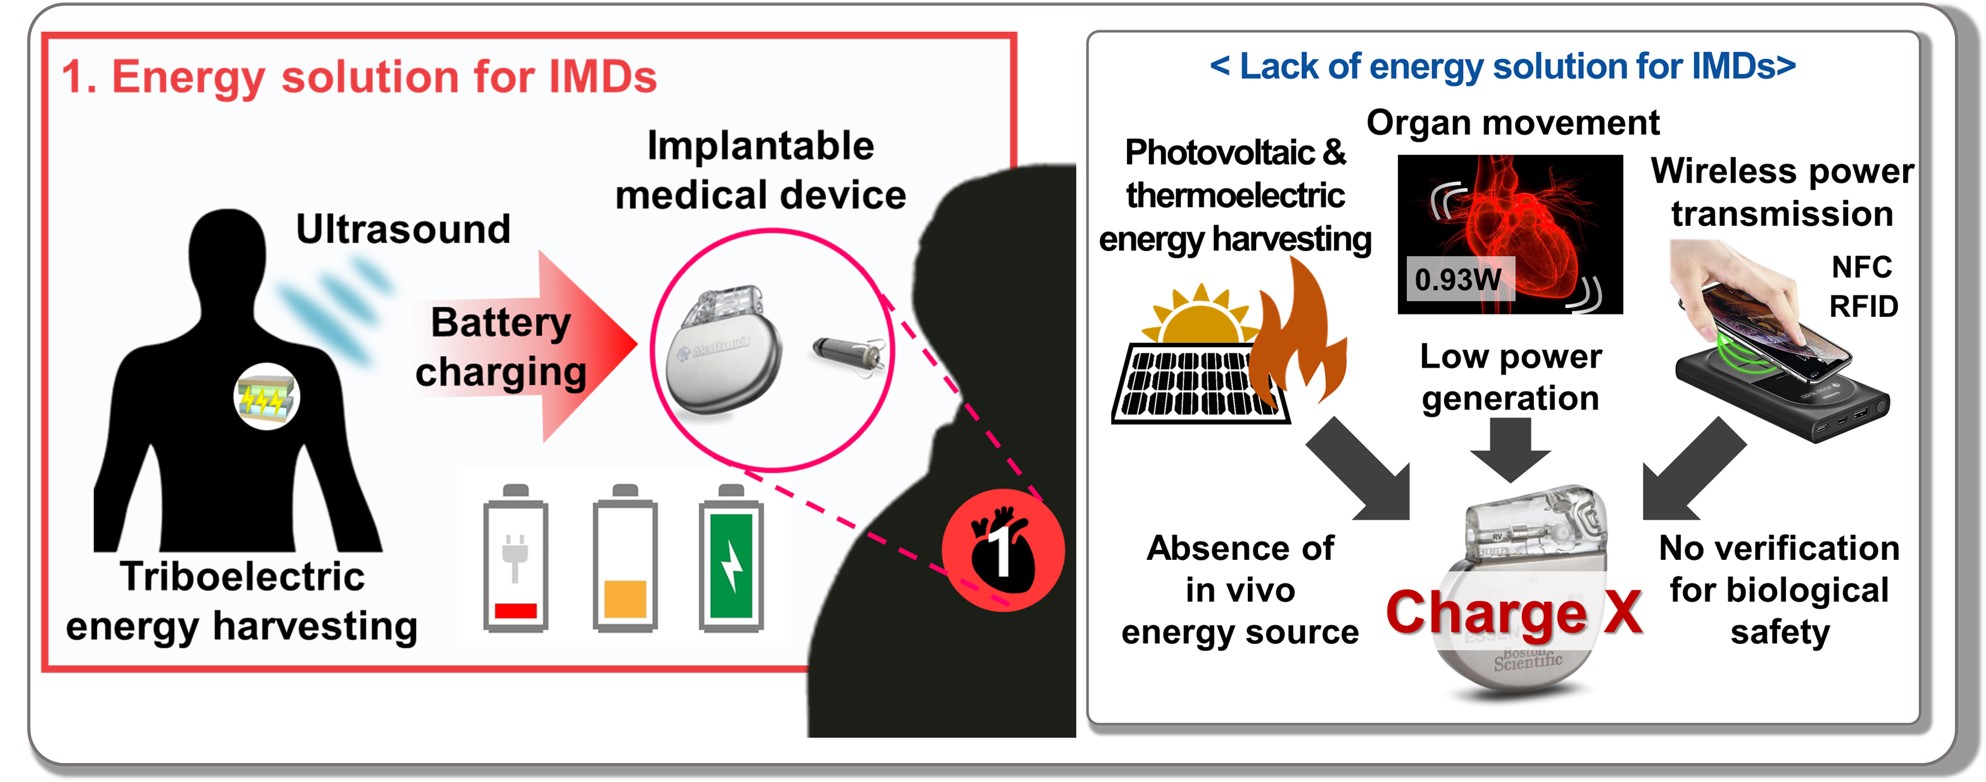 1. Energy solution for IMDs
Implantable
medical device
Ultrasound
Battery
charging
Medtronic
Triboelectric
energy harvesting
1
< Lack of energy solution for IMDs>
Photovoltaic &
thermoelectric
energy harvesting
Organ movement
0.93W
Low power
generation
Wireless power
transmission
NFC
RFID
Absence of
in vivo
energy source
RV
Charge X
Boston
Scientific
No verification
for biological
safety